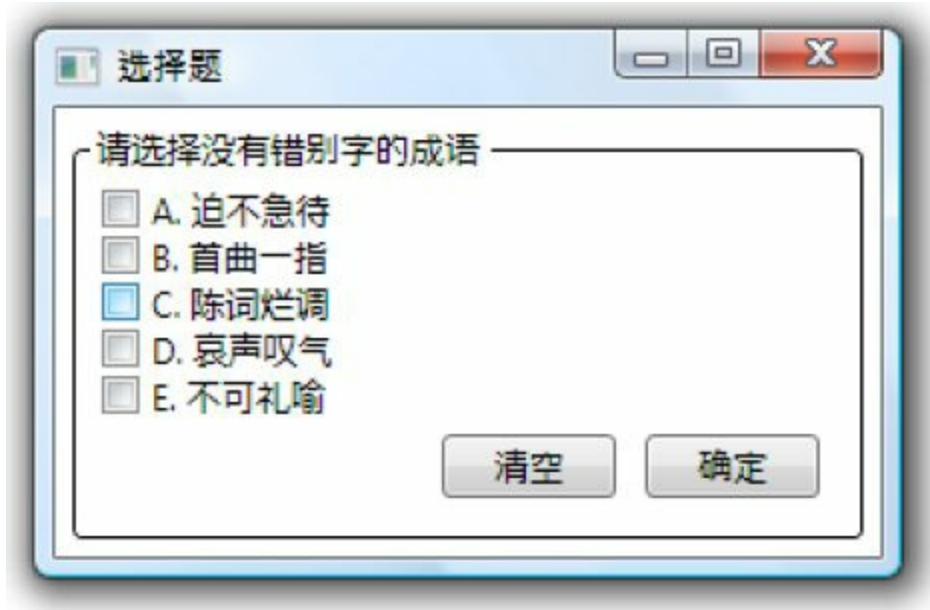 选择题
请选择没有错别字的成语
A. 迫不急待
B. 首曲一指
C. 陈词烂调
D. 哀声叹气
E. 不可礼喻
清空 确定